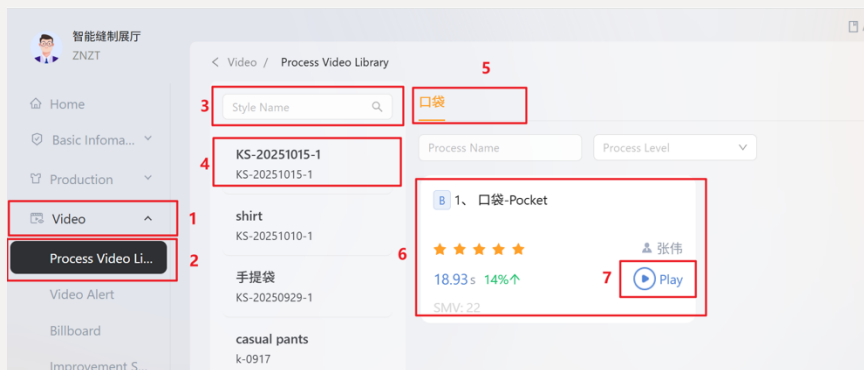 智能缝制展厅
ZNZT
Home
Basic Infoma...
Production
Video
1
Process Video Li...
2
Video Alert
Billboard
Improvement S...
Video / Process Video Library
3
Style Name
4
KS-20251015-1
KS-20251015-1
shirt
KS-20251010-1
手提袋
KS-20250929-1
casual pants
k-0917
5
口袋
Process Name
Process Level
6
B 1、 口袋-Pocket
张伟
18.93 s 14%↑
7
Play
SMV: 22